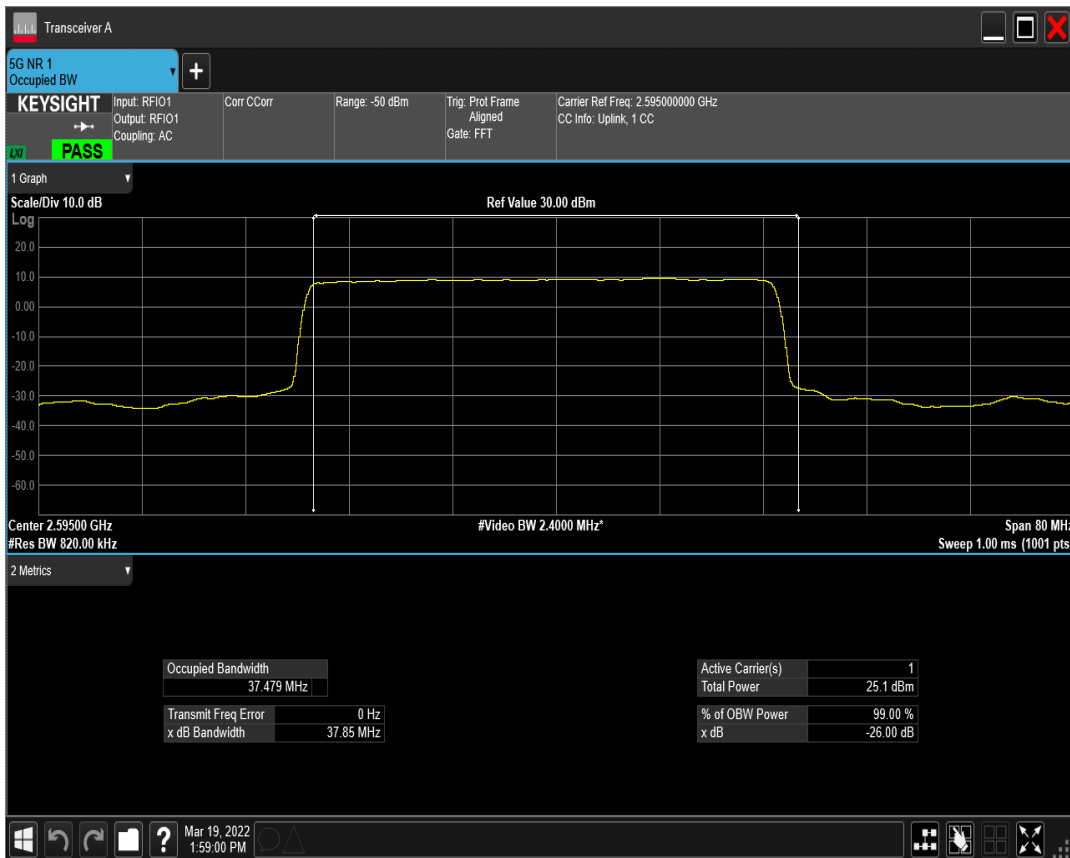 Transceiver A
5G NR 1
Occupied BW
KEYSIGHT
LXI
PASS
Input: RFIO1
Output: RFIO1
Coupling: AC
Corr CCorr
Range: -50 dBm
Trig: Prot Frame
Aligned
Gate: FFT
Carrier Ref Freq: 2.595000000 GHz
CC Info: Uplink, 1 CC
1 Graph
Scale/Div 10.0 dB
Ref Value 30.00 dBm
Log
20.0
10.0
0.00
-10.0
-20.0
-30.0
-40.0
-50.0
-60.0
Center 2.59500 GHz
#Video BW 2.4000 MHz*
Span 80 MHz
#Res BW 820.00 kHz
Sweep 1.00 ms (1001 pts
2 Metrics
Occupied Bandwidth
37.479 MHz
Transmit Freq Error 0 Hz
x dB Bandwidth 37.85 MHz
Active Carrier(s) 1
Total Power 25.1 dBm
% of OBW Power 99.00 %
x dB -26.00 dB
Mar 19, 2022
1:59:00 PM